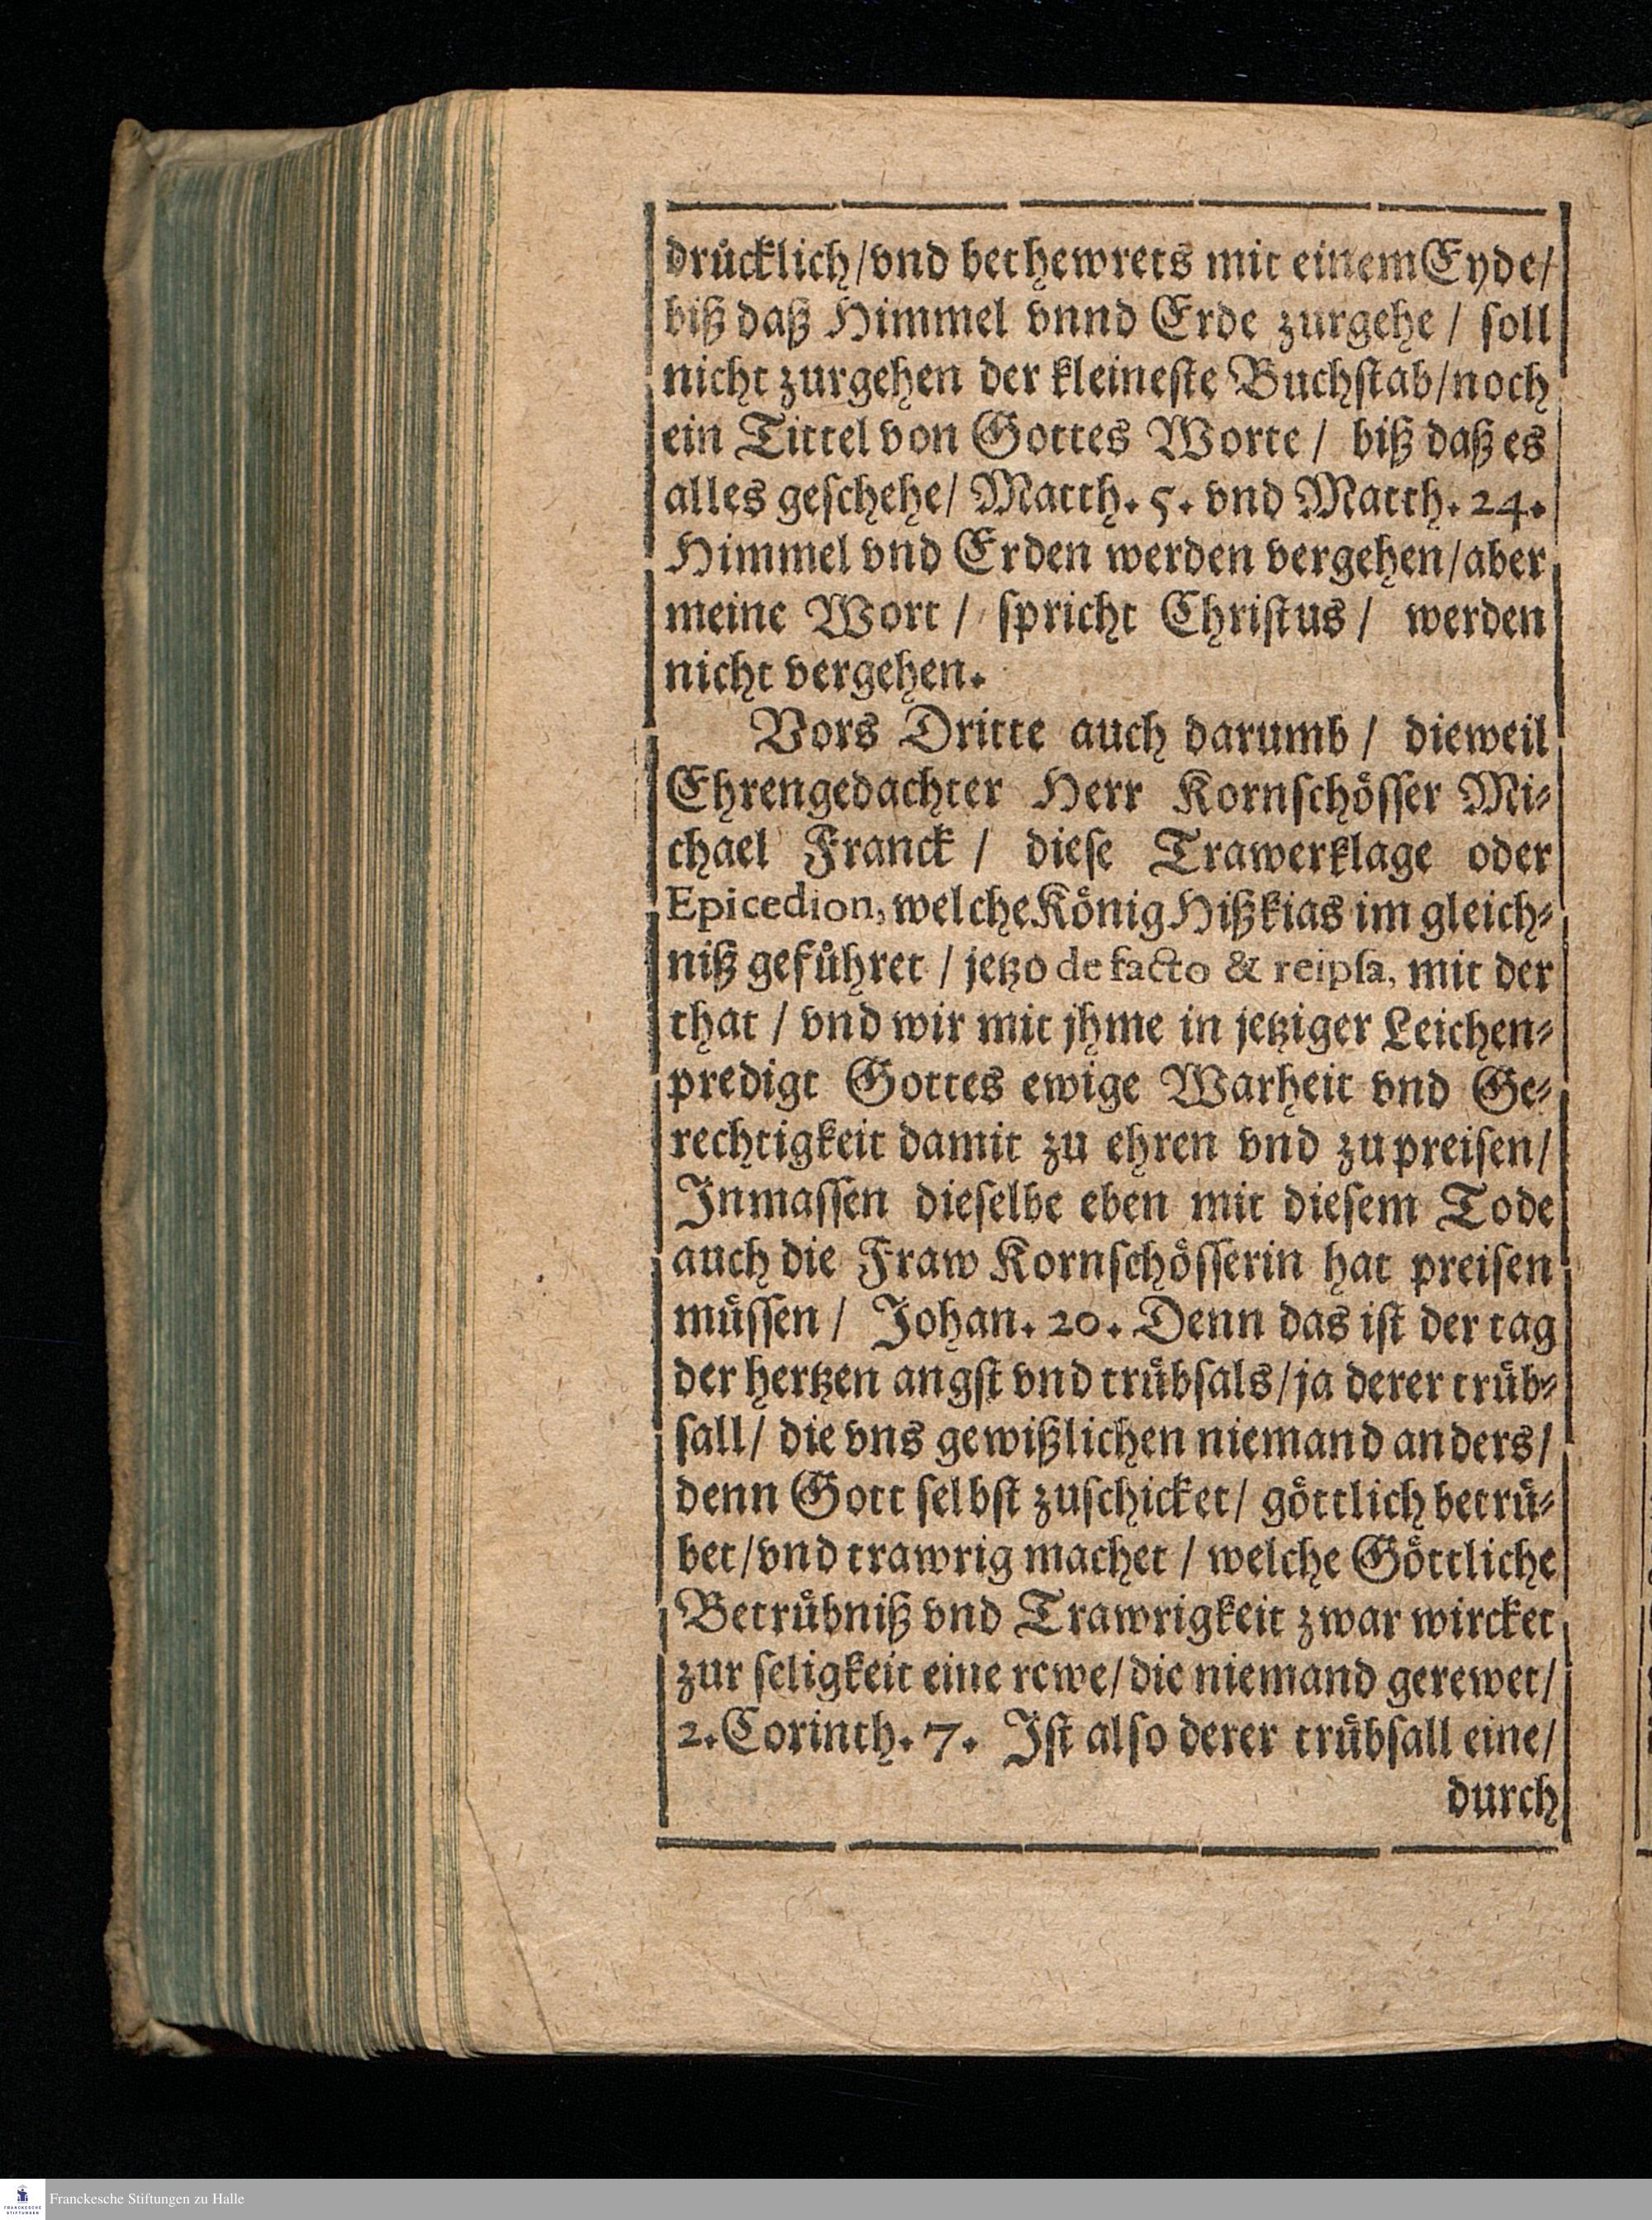 drücklich/vnd bethewrets mit einem Eyde/
biß daß Himmel vnnd Erde zurgehe / soll
nicht zurgehen der kleineste Buchstab/noch
ein Tittel von Gottes Worte / biß daß es
alles geschehe/ Matth. 5. vnd Matth. 24.
Himmel vnd Erden werden vergehen/aber
meine Wort / spricht Christus / werden
nicht vergehen.
Vors Dritte auch darumb / dieweil
Ehrengedachter Herr Kornschösser Mi-
chael Franck / diese Trawerklage oder
Epicedion, welche König Hißkias im gleich-
niß geführet / jetzo de facto & reipsa, mit der
that / vnd wir mit jhme in jetziger Leichen-
predigt Gottes ewige Warheit vnd Ge-
rechtigkeit damit zu ehren vnd zu preisen/
Inmassen dieselbe eben mit diesem Tode
auch die Fraw Kornschösserin hat preisen
müssen / Johan. 20. Denn das ist der tag
der hertzen angst vnd trübsals/ja derer trüb-
sall/ die vns gewißlichen niemand anders/
denn Gott selbst zuschicket/ göttlich betrü-
bet/vnd trawrig machet / welche Göttliche
Betrübniß vnd Trawrigkeit zwar wircket
zur seligkeit eine rewe/die niemand gerewet/
2. Corinth. 7. Ist also derer trübsall eine/
durch
Franckesche Stiftungen zu Halle